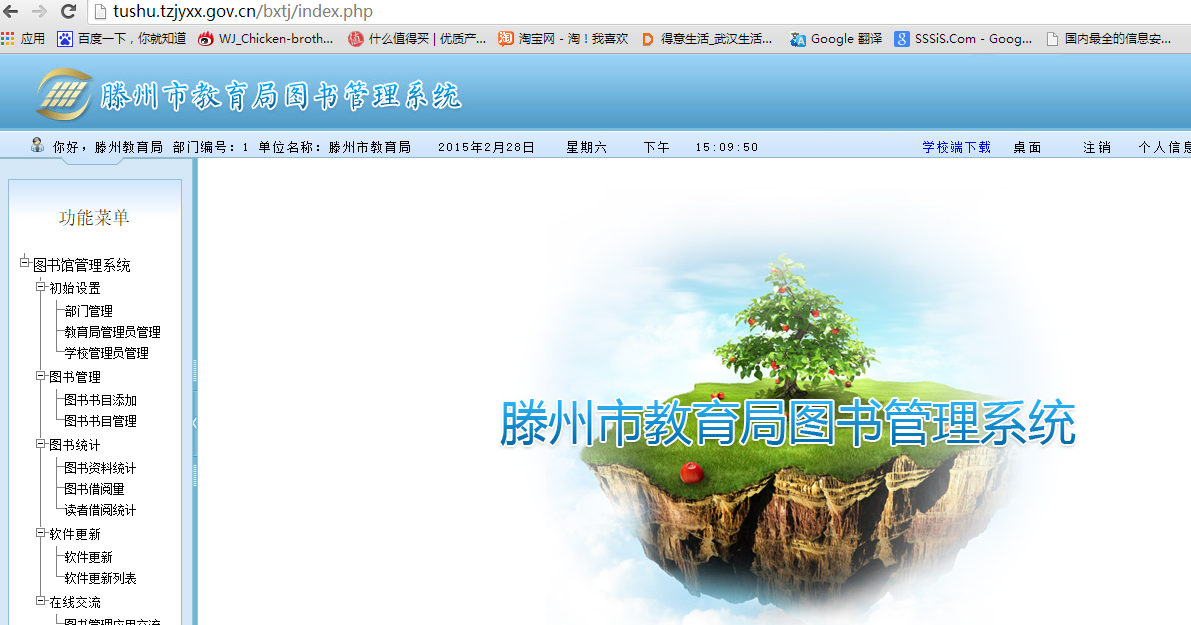 tushu.tzjyxx.gov.cn/bxtj/index.php
应用 百度一下，你就知道 WJ_Chicken-broth... 什么值得买 | 优质产... 淘宝网 - 淘！我喜欢 得意生活_武汉生活... Google 翻译 SSSiS.Com - Goog... 国内最全的信息安...
滕州市教育局图书管理系统
你好，滕州教育局 部门编号：1 单位名称：滕州市教育局 2015年2月28日 星期六 下午 15:09:50 学校端下载 桌面 注销 个人信息
功能菜单
图书馆管理系统
初始设置
部门管理
教育局管理员管理
学校管理员管理
图书管理
图书书目添加
图书书目管理
图书统计
图书资料统计
图书借阅量
读者借阅统计
软件更新
软件更新
软件更新列表
在线交流
图书管理应用交流
滕州市教育局图书管理系统